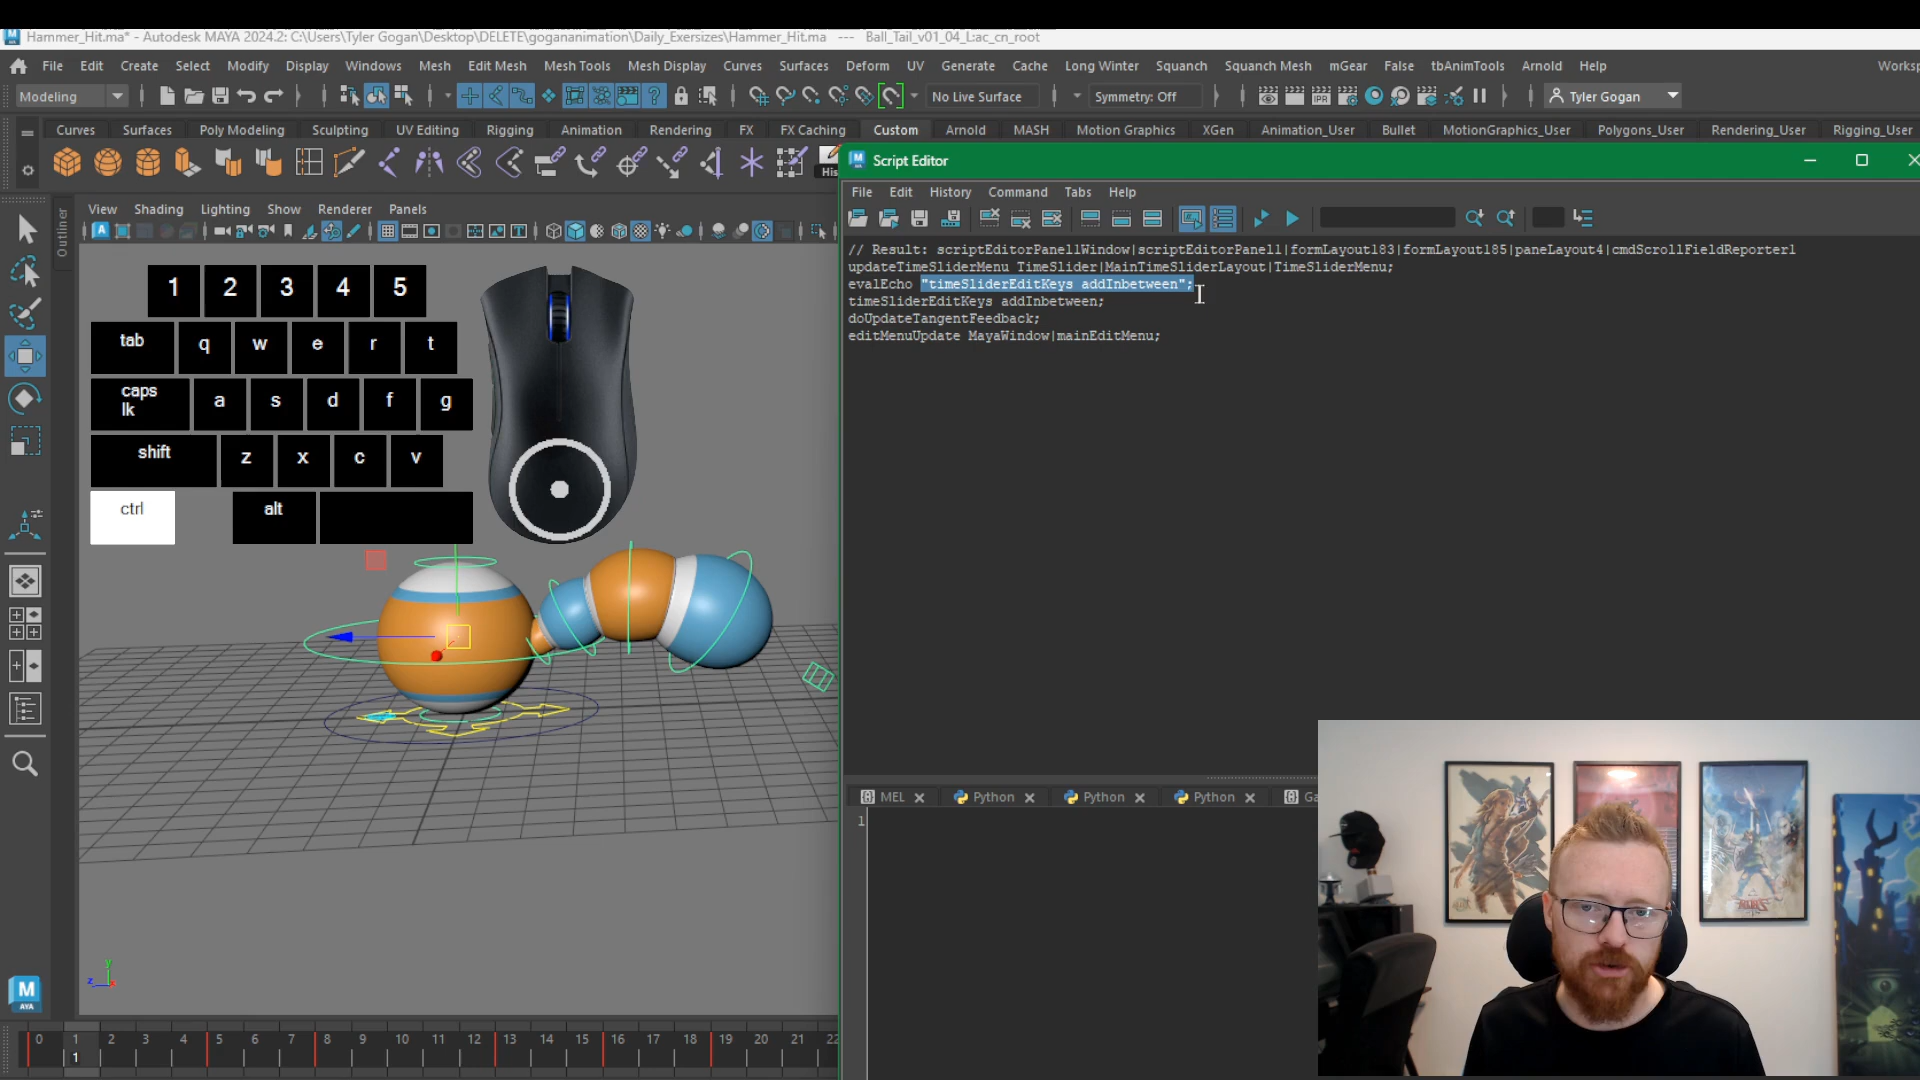 Hammer_Hit.ma* - Autodesk MAYA 2024.2: C:\Users\Tyler Gogan\Desktop\DELETE\gogananimation\Daily_Exersizes\Hammer_Hit.ma --- Ball_Tail_v01_04_L:ac_cn_root
File Edit Create Select Modify Display Windows Mesh Edit Mesh Mesh Tools Mesh Display Curves Surfaces Deform UV Generate Cache Long Winter Squanch Squanch Mesh mGear False tbAnimTools Arnold Help Worksp
Modeling No Live Surface Symmetry: Off IPR Tyler Gogan
Curves Surfaces Poly Modeling Sculpting UV Editing Rigging Animation Rendering FX FX Caching Custom Arnold MASH Motion Graphics XGen Animation_User Bullet MotionGraphics_User Polygons_User Rendering_User Rigging_User
His
Script Editor
File Edit History Command Tabs Help
// Result: scriptEditorPanel1Window|scriptEditorPanel1|formLayout183|formLayout185|paneLayout4|cmdScrollFieldReporter1
updateTimeSliderMenu TimeSlider|MainTimeSliderLayout|TimeSliderMenu;
evalEcho "timeSliderEditKeys addInbetween";
timeSliderEditKeys addInbetween;
doUpdateTangentFeedback;
editMenuUpdate MayaWindow|mainEditMenu;
MEL Python Python Python Ga
1
Outliner
View Shading Lighting Show Renderer Panels
1 2 3 4 5
tab q w e r t
caps lk a s d f g
shift z x c v
ctrl alt
y
z x
M
AYA
0 1 2 3 4 5 6 7 8 9 10 11 12 13 14 15 16 17 18 19 20 21 22
1